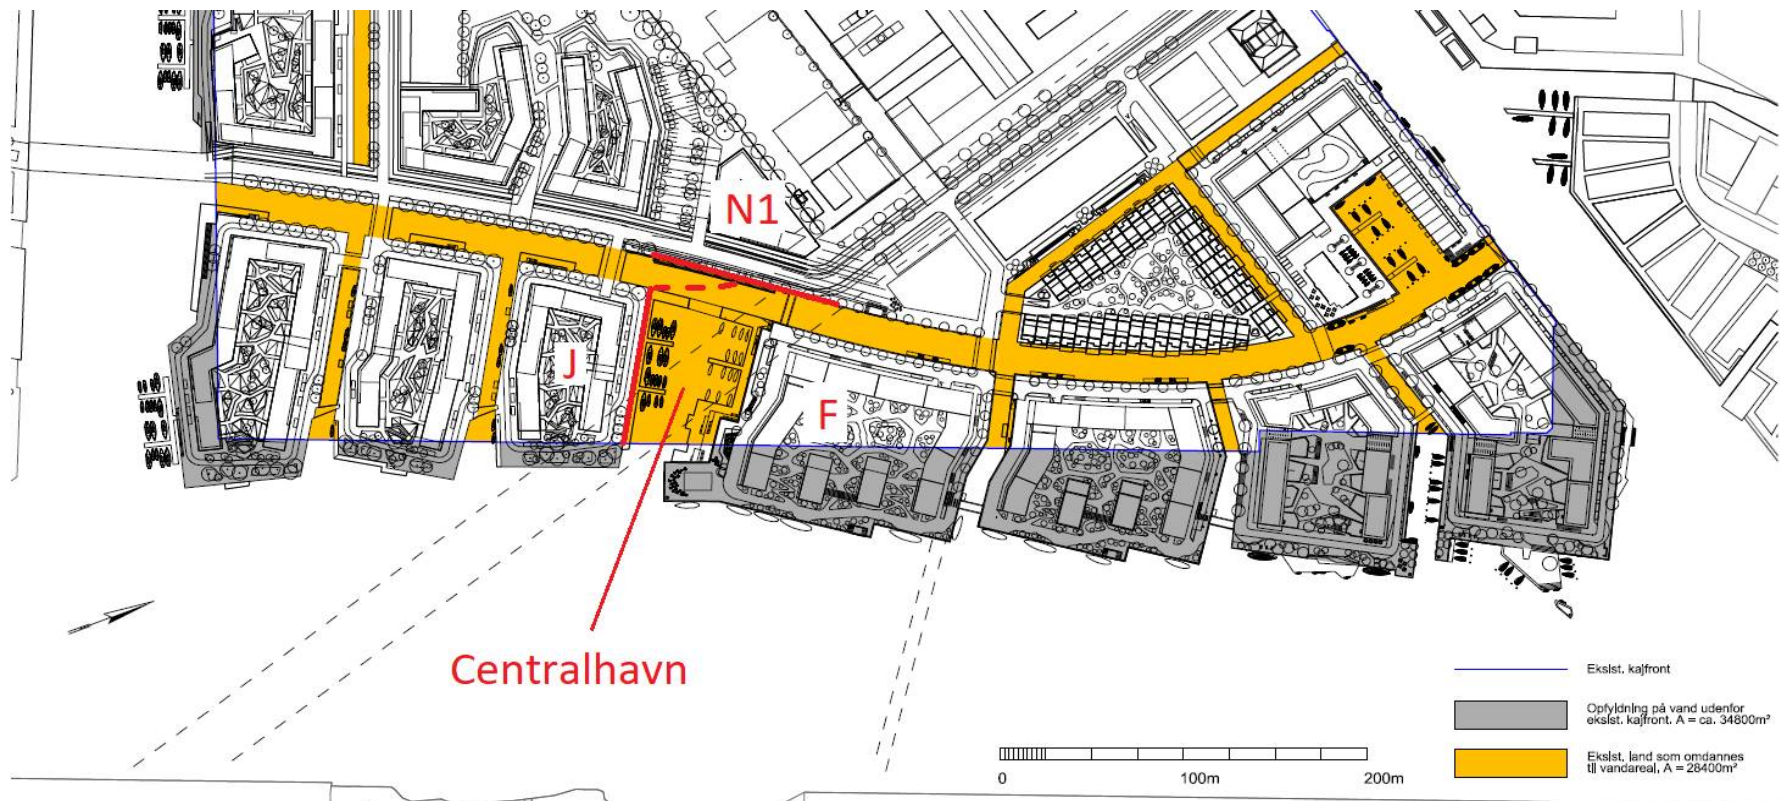 N1
J
F
Centralhavn
Eksist. kajfront
Opfyldning på vand udenfor
eksist. kajfront. A = ca. 34800m²
Eksist. land som omdannes
til vandareal, A = 28400m²
0 100m 200m